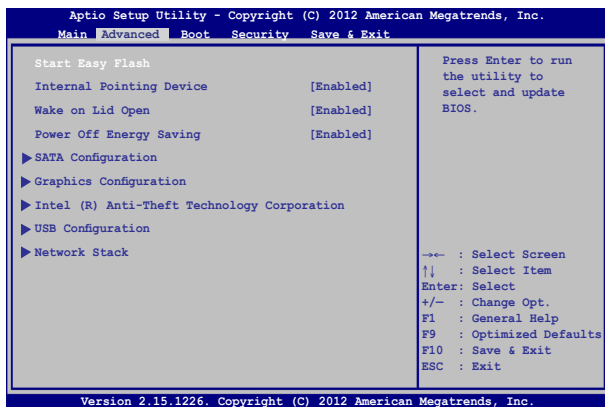 Aptio Setup Utility - Copyright (C) 2012 American Megatrends, Inc.
Main Advanced Boot Security Save & Exit
Start Easy Flash
Internal Pointing Device [Enabled]
Wake on Lid Open [Enabled]
Power Off Energy Saving [Enabled]
SATA Configuration
Graphics Configuration
Intel (R) Anti-Theft Technology Corporation
USB Configuration
Network Stack
Press Enter to run
the utility to
select and update
BIOS.
→← : Select Screen
↑↓ : Select Item
Enter: Select
+/— : Change Opt.
F1 : General Help
F9 : Optimized Defaults
F10 : Save & Exit
ESC : Exit
Version 2.15.1226. Copyright (C) 2012 American Megatrends, Inc.